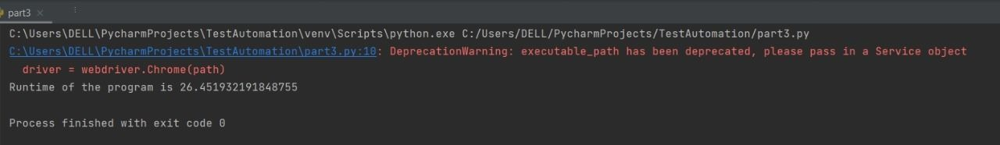 part3
C:\Users\DELL\PycharmProjects\TestAutomation\venv\Scripts\python.exe C:/Users/DELL/PycharmProjects/TestAutomation/part3.py
C:\Users\DELL\PycharmProjects\TestAutomation\part3.py:10: DeprecationWarning: executable_path has been deprecated, please pass in a Service object
  driver = webdriver.Chrome(path)
Runtime of the program is 26.451932191848755
Process finished with exit code 0